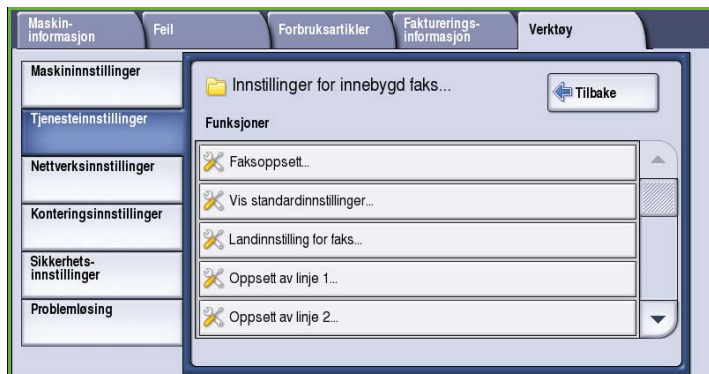 Maskin-
informasjon
Feil
Forbruksartikler
Fakturerings-
informasjon
Verktøy
Maskininnstillinger
Tjenesteinnstillinger
Nettverksinnstillinger
Konteringsinnstillinger
Sikkerhets-
innstillinger
Problemløsing
Innstillinger for innebygd faks...
Tilbake
Funksjoner
Faksoppsett...
Vis standardinnstillinger...
Landinnstilling for faks...
Oppsett av linje 1...
Oppsett av linje 2...